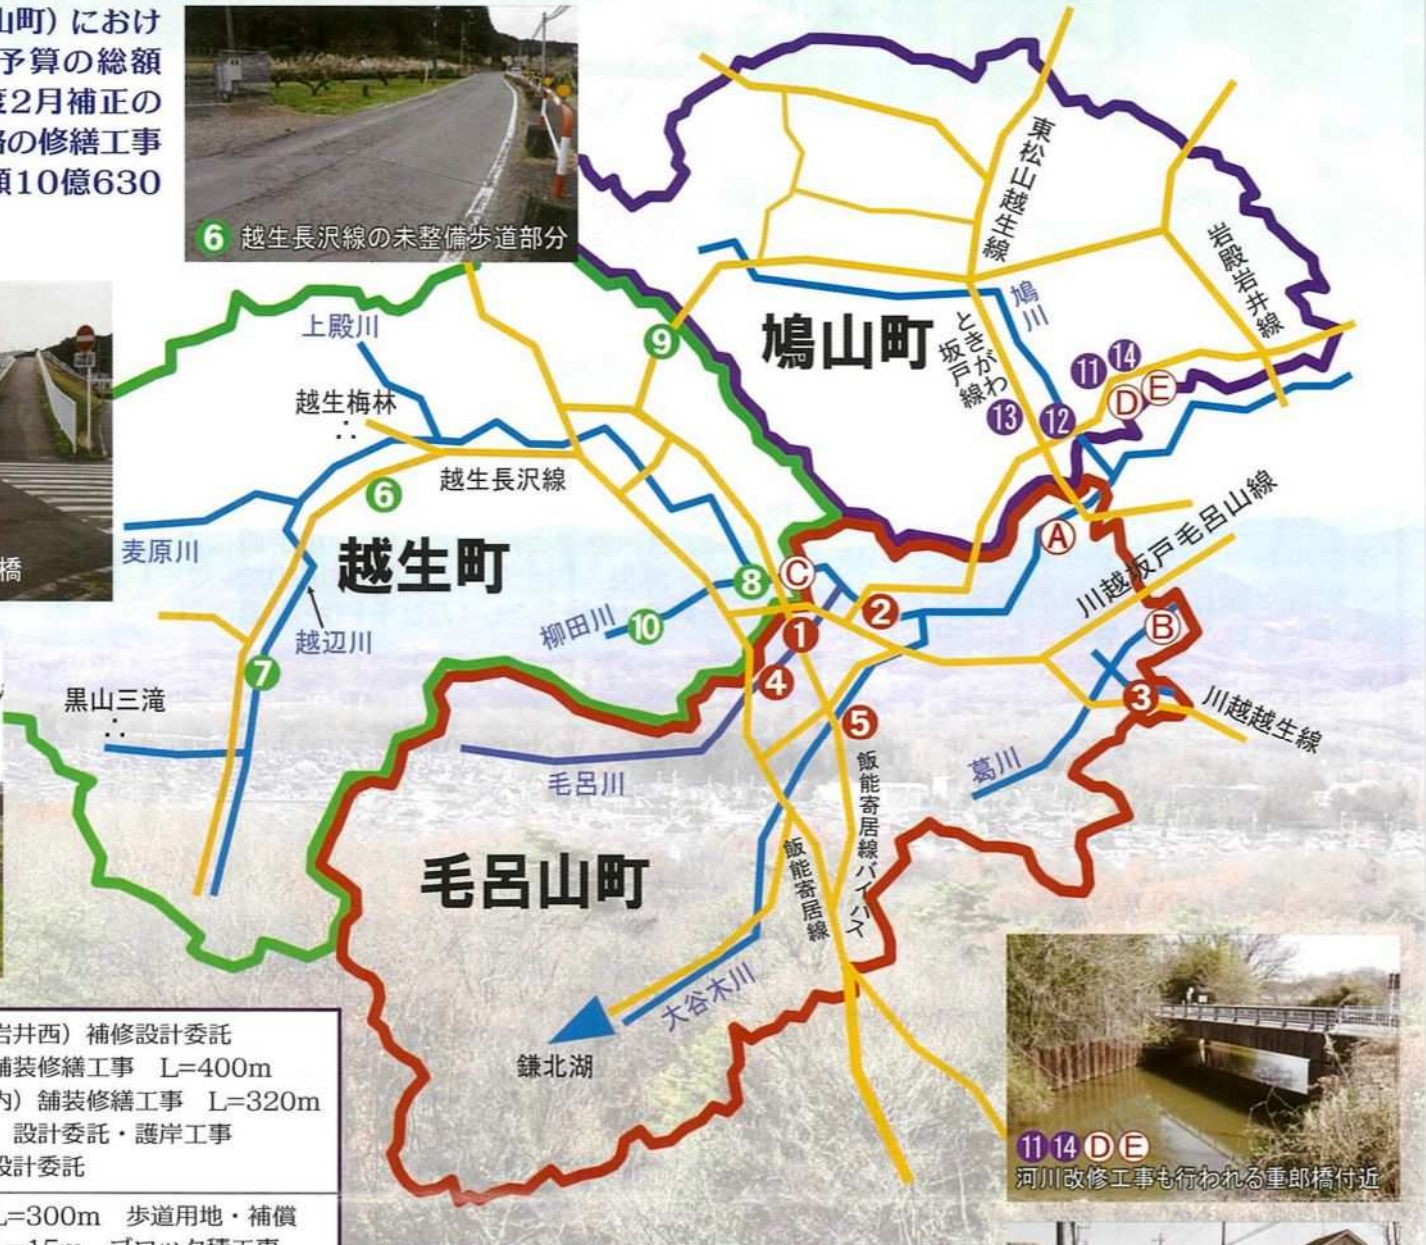 山町）におけ
予算の総額
度2月補正の
の修繕工事
額10億630
6 越生長沢線の未整備歩道部分
橋
東松山越生線
岩殿岩井線
鳩川
鳩山町
ときがわ
坂戸線
9
11 14
D E
13
12
上殿川
越生梅林
越生長沢線
6
麦原川
越生町
越辺川
7
柳田川
10
8
C
A
川越坂戸毛呂山線
B
1
2
4
3
5
川越越生線
黒山三滝
毛呂川
葛川
飯能寄居線バイパス
飯能寄居線
毛呂山町
大谷木川
鎌北湖
岩井西）補修設計委託
舗装修繕工事 L=400m
内）舗装修繕工事 L=320m
設計委託・護岸工事
設計委託
L=300m 歩道用地・補償
=15m ブロック積工事
11 14 D E
河川改修工事も行われる重郎橋付近